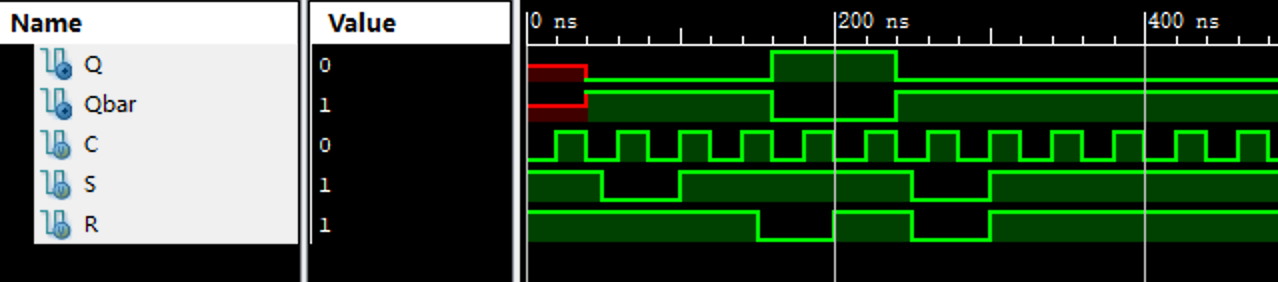 Name Value 0 ns 200 ns 400 ns
Q 0
Qbar 1
C 0
S 1
R 1